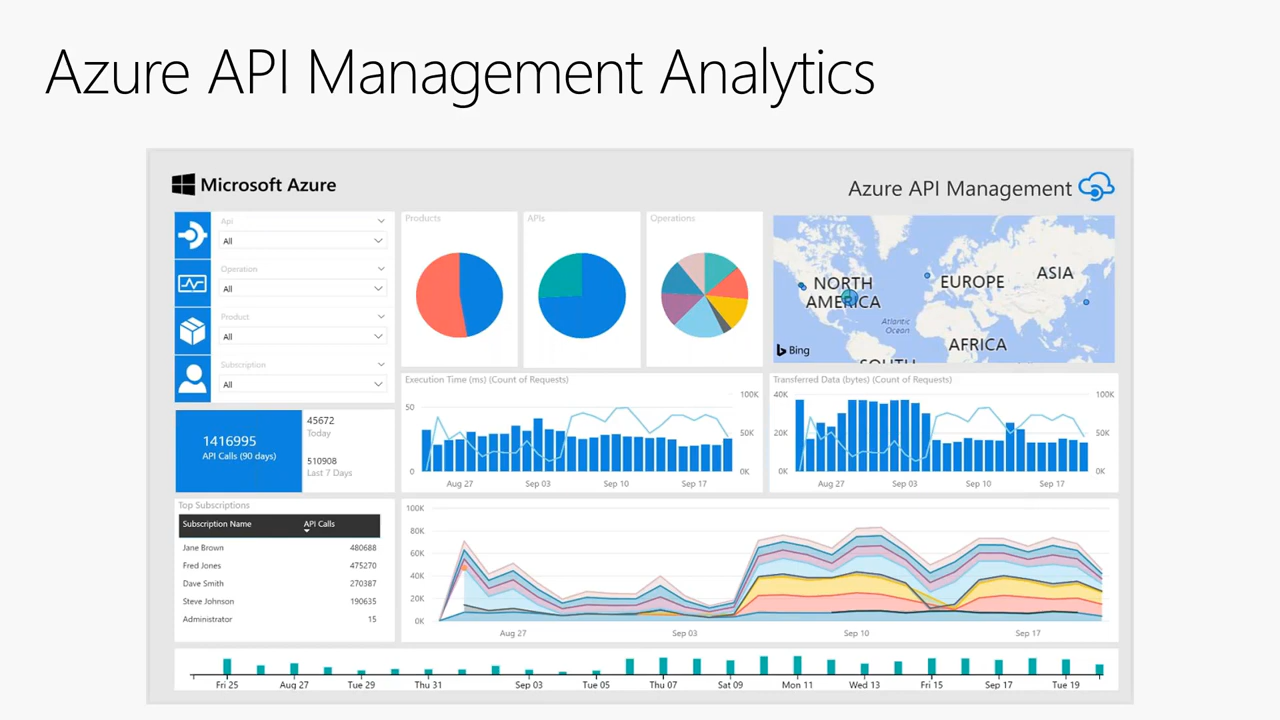 Azure API Management Analytics
Microsoft Azure
Azure API Management
Api
All
Operation
All
Product
All
Subscription
All
Products
APIs
Operations
NORTH
AMERICA
EUROPE
ASIA
Atlantic
Ocean
AFRICA
SOUTH
Bing
1416995
API Calls (90 days)
45672
Today
510908
Last 7 Days
Execution Time (ms) (Count of Requests)
50
0
100K
50K
0K
Aug 27 Sep 03 Sep 10 Sep 17
Transferred Data (bytes) (Count of Requests)
40K
20K
0K
100K
50K
0K
Aug 27 Sep 03 Sep 10 Sep 17
Top Subscriptions
Subscription Name API Calls
Jane Brown 480688
Fred Jones 475270
Dave Smith 270387
Steve Johnson 190635
Administrator 15
100K
80K
60K
40K
20K
0K
Aug 27 Sep 03 Sep 10 Sep 17
Fri 25 Aug 27 Tue 29 Thu 31 Sep 03 Tue 05 Thu 07 Sat 09 Mon 11 Wed 13 Fri 15 Sep 17 Tue 19